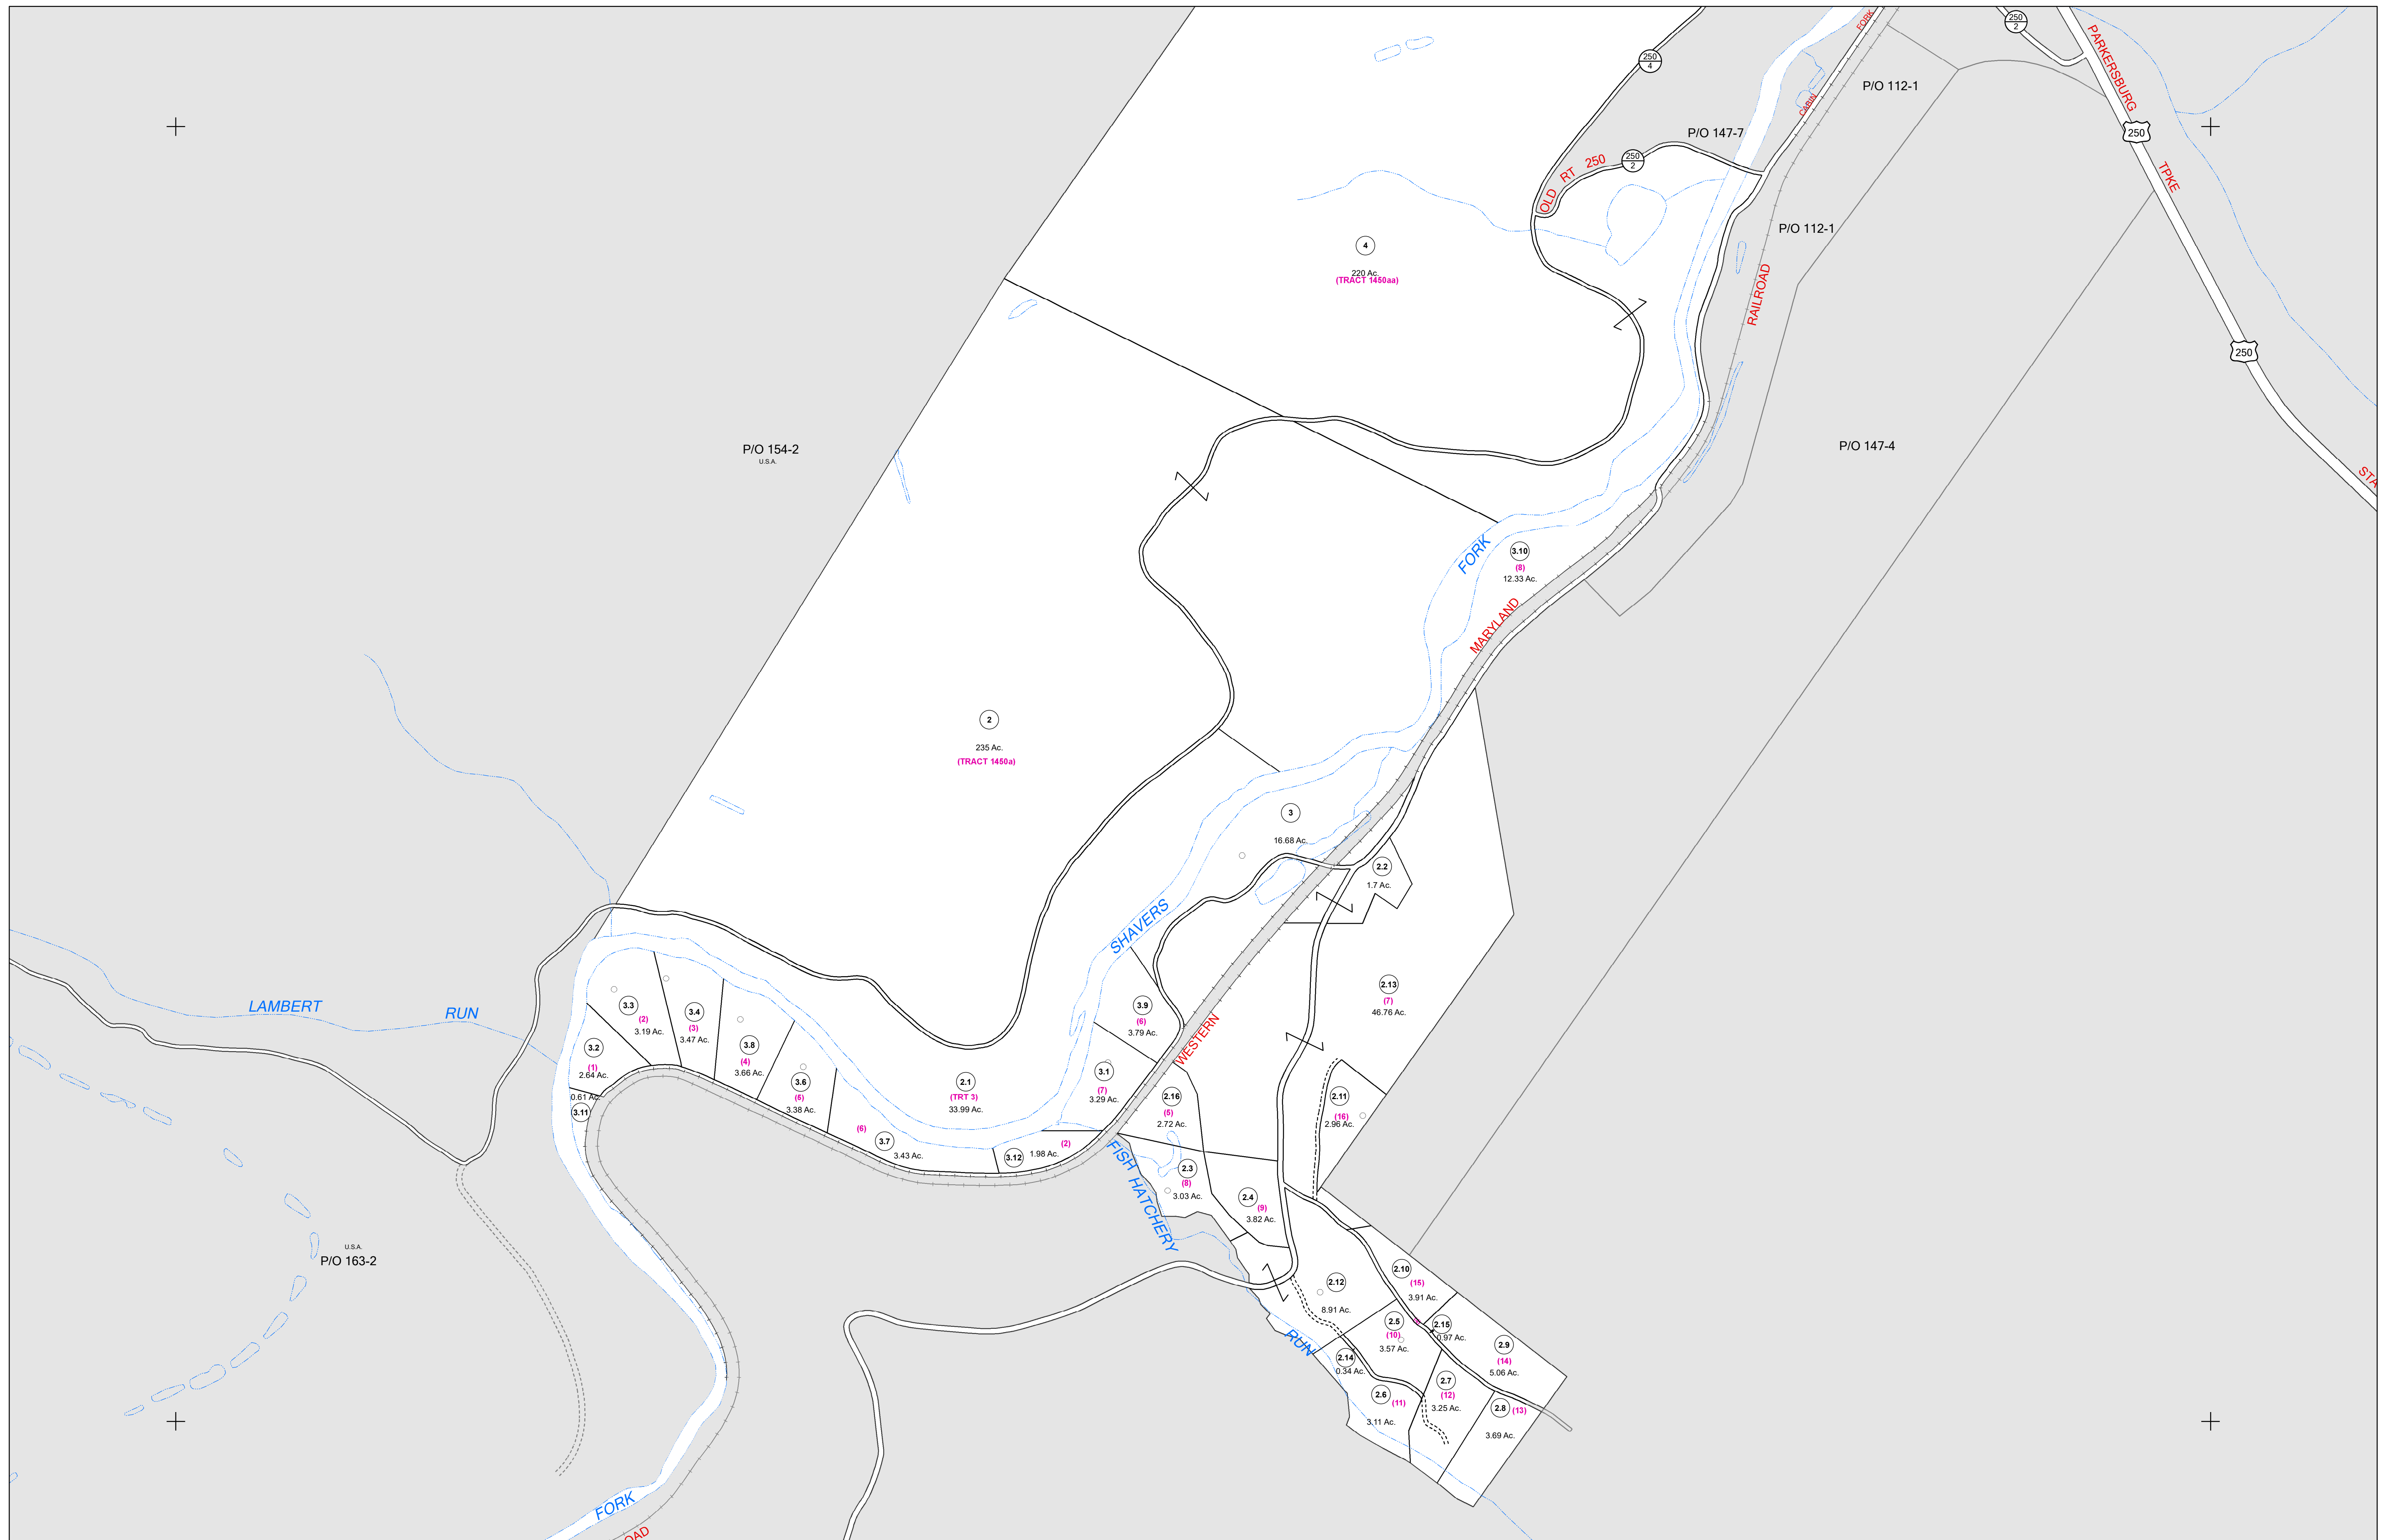 250
2
PARKERSBURG
FORK
250
4
P/O 112-1
CABIN
250
P/O 147-7
250
2
OLD RT 250
TPKE
P/O 112-1
4
220 Ac.
(TRACT 1450aa)
RAILROAD
250
P/O 154-2
U.S.A.
P/O 147-4
STA
FORK
3.10
(8)
12.33 Ac.
MARYLAND
2
235 Ac.
(TRACT 1450a)
3
16.68 Ac.
2.2
1.7 Ac.
SHAVERS
2.13
(7)
46.76 Ac.
LAMBERT RUN
3.3
(2)
3.19 Ac.
3.4
(3)
3.47 Ac.
3.9
(6)
3.79 Ac.
WESTERN
3.2
(1)
2.64 Ac.
3.8
(4)
3.66 Ac.
3.6
(5)
3.38 Ac.
2.1
(TRT 3)
33.99 Ac.
3.1
(7)
3.29 Ac.
2.16
(5)
2.72 Ac.
2.11
(16)
2.96 Ac.
0.61 Ac.
3.11
(6)
3.7
3.43 Ac.
3.12
1.98 Ac.
(2)
FISH HATCHERY
2.3
(8)
3.03 Ac.
2.4
(9)
3.82 Ac.
U.S.A.
P/O 163-2
2.10
(15)
3.91 Ac.
2.12
8.91 Ac.
2.5
(10)
3.57 Ac.
2.15
0.97 Ac.
2.9
(14)
5.06 Ac.
RUN
2.14
0.34 Ac.
2.6
(11)
3.11 Ac.
2.7
(12)
3.25 Ac.
2.8
(13)
3.69 Ac.
FORK
OAD